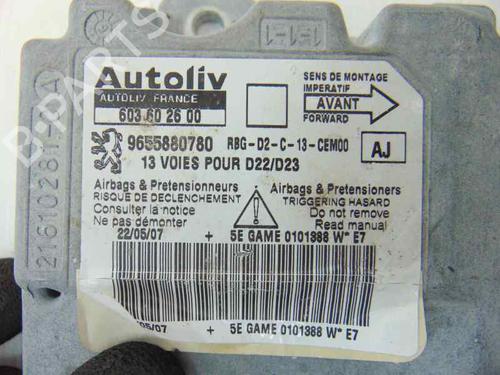 Autoliv
AUTOLIV FRANCE
603 60 26 00
SENS DE MONTAGE
IMPERATIF
AVANT
FORWARD
9655880780 RBG-D2-C-13-CEM00
13 VOIES POUR D22/D23
AJ
Airbags & Pretensionneurs
RISQUE DE DECLENCHEMENT
Consulter la notice
Ne pas démonter
Airbags & Pretensioners
TRIGGERING HASARD
Do not remove
Read manual
22/05/07 + 5E GAME 0101388 W* E7
05/07 + 5E GAME 0101388 W* E7
B-PARTS